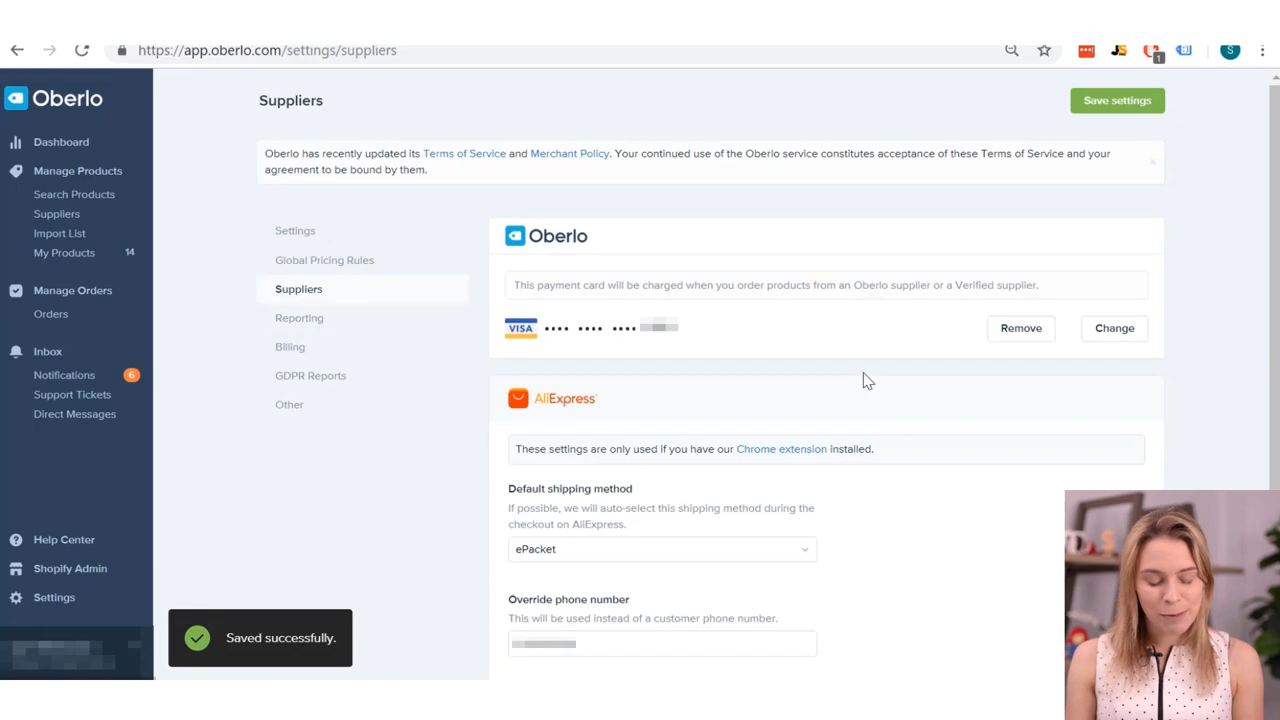 https://app.oberlo.com/settings/suppliers
1
S
Oberlo
Suppliers
Save settings
Oberlo has recently updated its Terms of Service and Merchant Policy. Your continued use of the Oberlo service constitutes acceptance of these Terms of Service and your
agreement to be bound by them.
Dashboard
Manage Products
Search Products
Suppliers
Import List
My Products 14
Manage Orders
Orders
Inbox
Notifications 6
Support Tickets
Direct Messages
Help Center
Shopify Admin
Settings
Settings
Global Pricing Rules
Suppliers
Reporting
Billing
GDPR Reports
Other
Oberlo
This payment card will be charged when you order products from an Oberlo supplier or a Verified supplier.
VISA •••• •••• ••••
Remove
Change
AliExpress
These settings are only used if you have our Chrome extension installed.
Default shipping method
If possible, we will auto-select this shipping method during the
checkout on AliExpress.
ePacket
Override phone number
This will be used instead of a customer phone number.
Saved successfully.